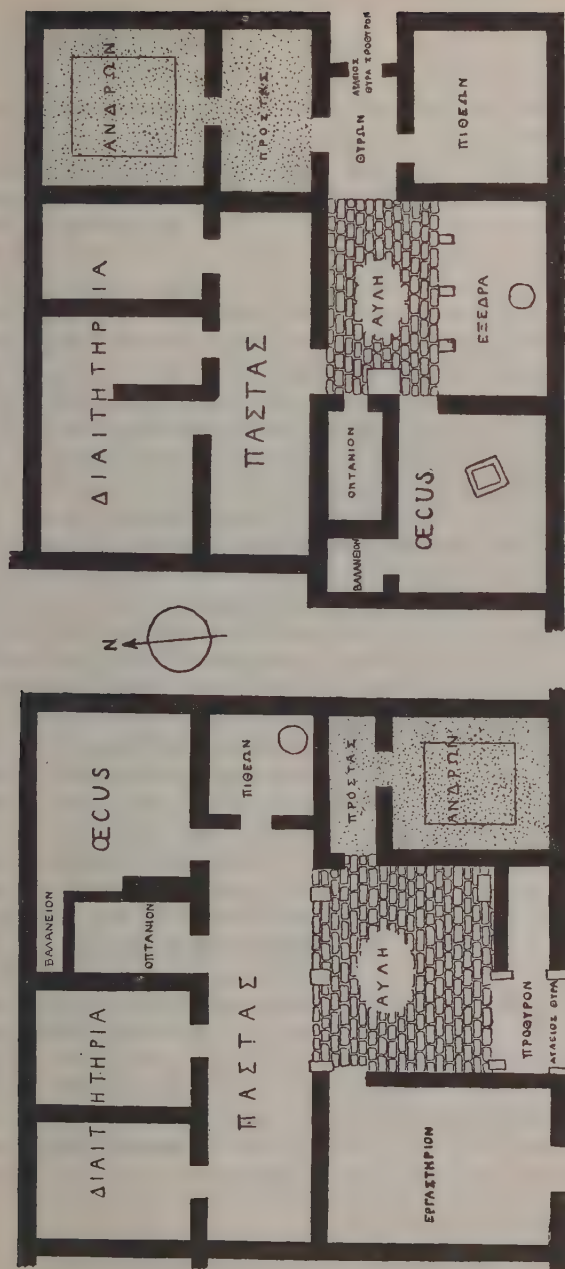 ΑΝΔΡΩΝ
ΠΡΟΣΤΑΣ
ΑΥΛΕΙΟΣ
ΘΥΡΑ ΠΡΟΘΥΡΟΝ
ΘΥΡΩΝ
ΠΙΘΕΩΝ
ΔΙΑΙΤΗΤΗΡΙΑ
ΠΑΣΤΑΣ
ΑΥΛΗ
ΕΞΕΔΡΑ
ΟΠΤΑΝΙΟΝ
ΒΑΛΑΝΕΙΟΝ
ŒCUS
N
ŒCUS
ΒΑΛΑΝΕΙΟΝ
ΟΠΤΑΝΙΟΝ
ΠΙΘΕΩΝ
ΠΡΟΣΤΑΣ
ΑΝΔΡΩΝ
ΔΙΑΙΤΗΤΗΡΙΑ
ΠΑΣΤΑΣ
ΑΥΛΗ
ΠΡΟΘΥΡΟΝ
ΑΥΛΕΙΟΣ ΘΥΡΑ
ΕΡΓΑΣΤΗΡΙΟΝ